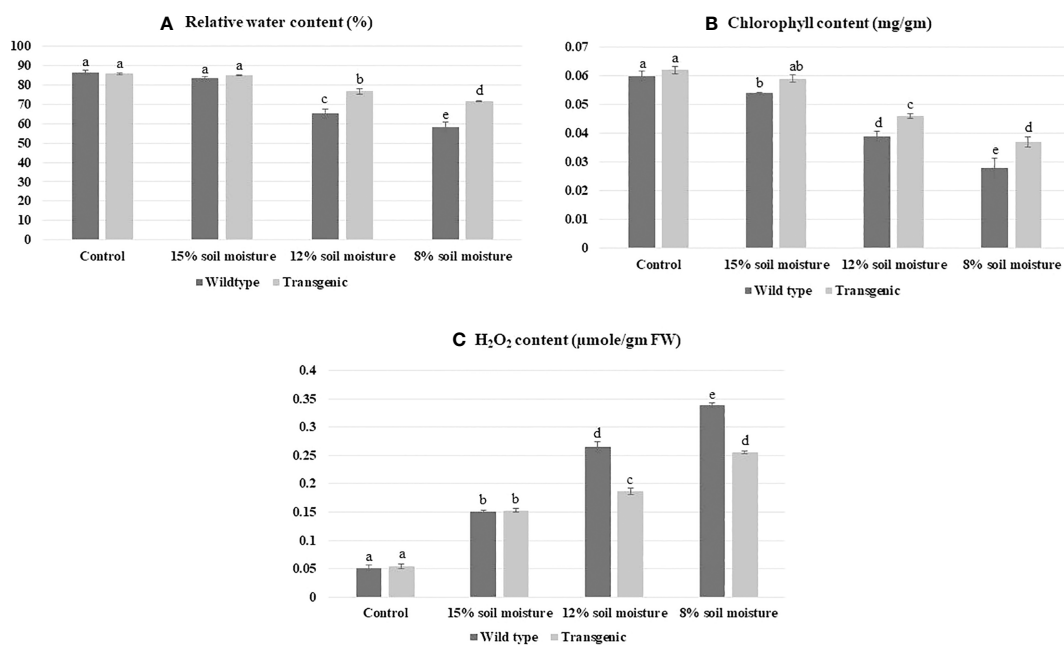 A Relative water content (%)
100
90
80
70
60
50
40
30
20
10
0
a a
a a
c b
e d
Control 15% soil moisture 12% soil moisture 8% soil moisture
Wildtype Transgenic
B Chlorophyll content (mg/gm)
0.07
0.06
0.05
0.04
0.03
0.02
0.01
0
a a
b ab
d c
e d
Control 15% soil moisture 12% soil moisture 8% soil moisture
Wild type Transgenic
C H₂O₂ content (µmole/gm FW)
0.4
0.35
0.3
0.25
0.2
0.15
0.1
0.05
0
a a
b b
d c
e d
Control 15% soil moisture 12% soil moisture 8% soil moisture
Wild type Transgenic